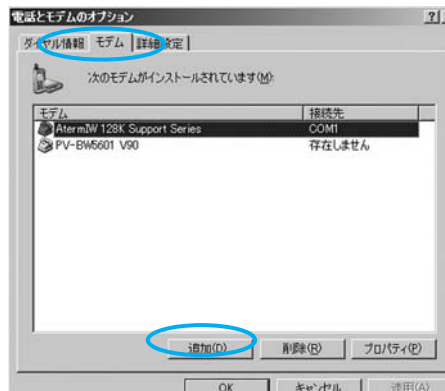 電話とモデムのオプション ?
ダイヤル情報 モデム 詳細設定
次のモデムがインストールされています(M):
モデム 接続先
AtermIW 128K Support Series COM1
PV-BW5601 V90 存在しません
追加(D) 削除(R) プロパティ(P)
OK キャンセル 適用(A)